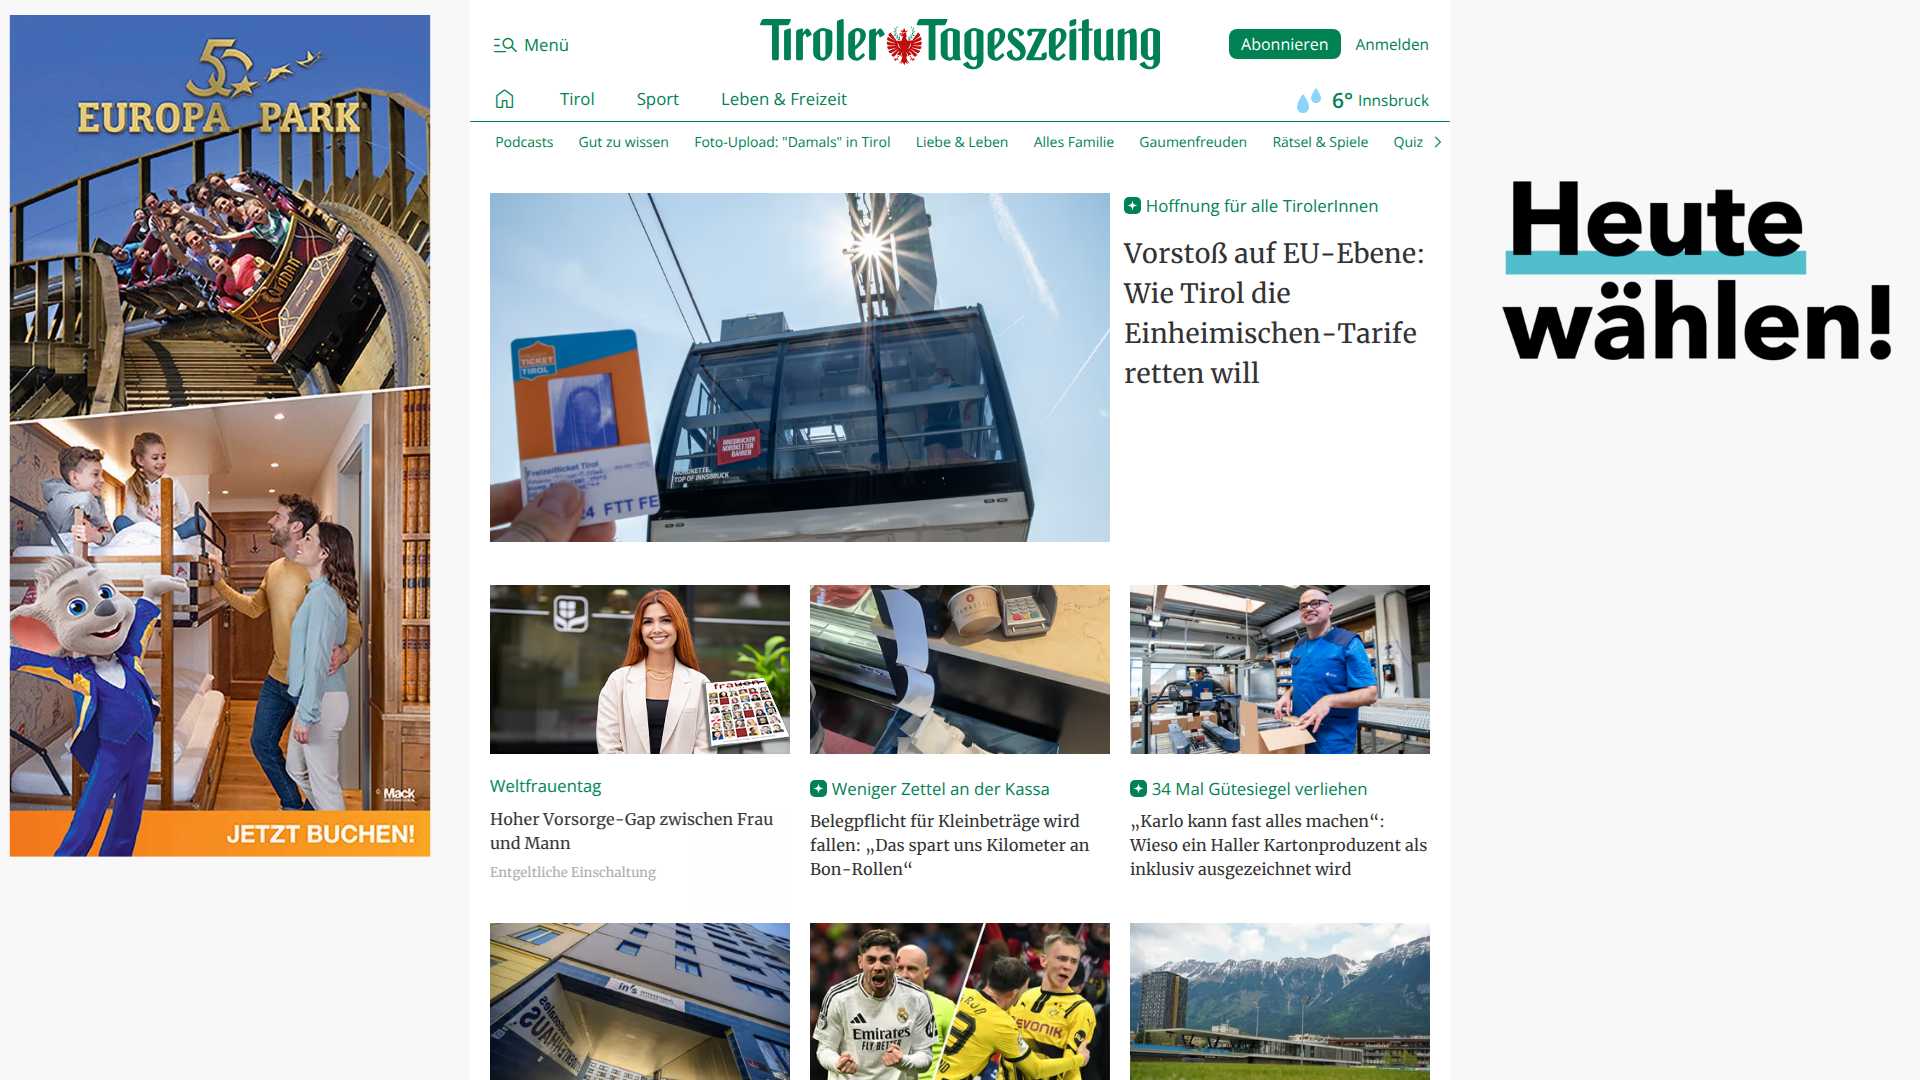 50
EUROPA PARK
WODAN
© Mack
JETZT BUCHEN!
Menü
Tiroler Tageszeitung
Abonnieren
Anmelden
Tirol
Sport
Leben & Freizeit
6° Innsbruck
Podcasts
Gut zu wissen
Foto-Upload: "Damals" in Tirol
Liebe & Leben
Alles Familie
Gaumenfreuden
Rätsel & Spiele
Quiz
TICKET
TIROL
Freizeitticket Tirol
24 FTT FE
INNSBRUCKER
NORDKETTEN
BAHNEN
NORDKETTE.
TOP OF INNSBRUCK
Hoffnung für alle TirolerInnen
Vorstoß auf EU-Ebene:
Wie Tirol die
Einheimischen-Tarife
retten will
frauen
Weltfrauentag
Hoher Vorsorge-Gap zwischen Frau
und Mann
Entgeltliche Einschaltung
Weniger Zettel an der Kassa
Belegpflicht für Kleinbeträge wird
fallen: „Das spart uns Kilometer an
Bon-Rollen“
34 Mal Gütesiegel verliehen
„Karlo kann fast alles machen“:
Wieso ein Haller Kartonproduzent als
inklusiv ausgezeichnet wird
in's
Emirates
FLY BETTER
EVONIK
Heute
wählen!